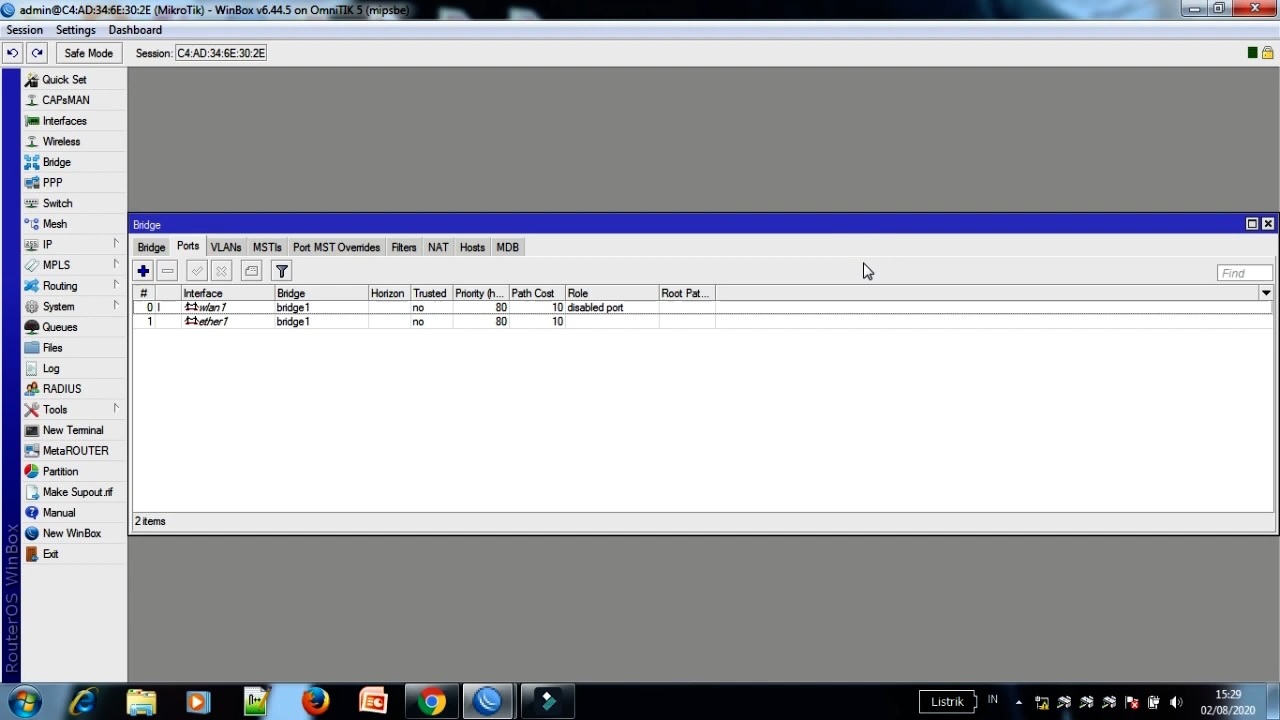 admin@C4:AD:34:6E:30:2E (MikroTik) - WinBox v6.44.5 on OmniTIK 5 (mipsbe)
Session Settings Dashboard
Safe Mode Session: C4:AD:34:6E:30:2E
Quick Set
CAPsMAN
Interfaces
Wireless
Bridge
PPP
Switch
Mesh
IP
MPLS
Routing
System
Queues
Files
Log
RADIUS
Tools
New Terminal
MetaROUTER
Partition
Make Supout.rif
Manual
New WinBox
Exit
RouterOS WinBox
Bridge
Bridge Ports VLANs MSTIs Port MST Overrides Filters NAT Hosts MDB
Find
# Interface Bridge Horizon Trusted Priority (h... Path Cost Role Root Pat...
0 I wlan1 bridge1 no 80 10 disabled port
1 ether1 bridge1 no 80 10
2 items
Listrik IN 15:29
02/08/2020